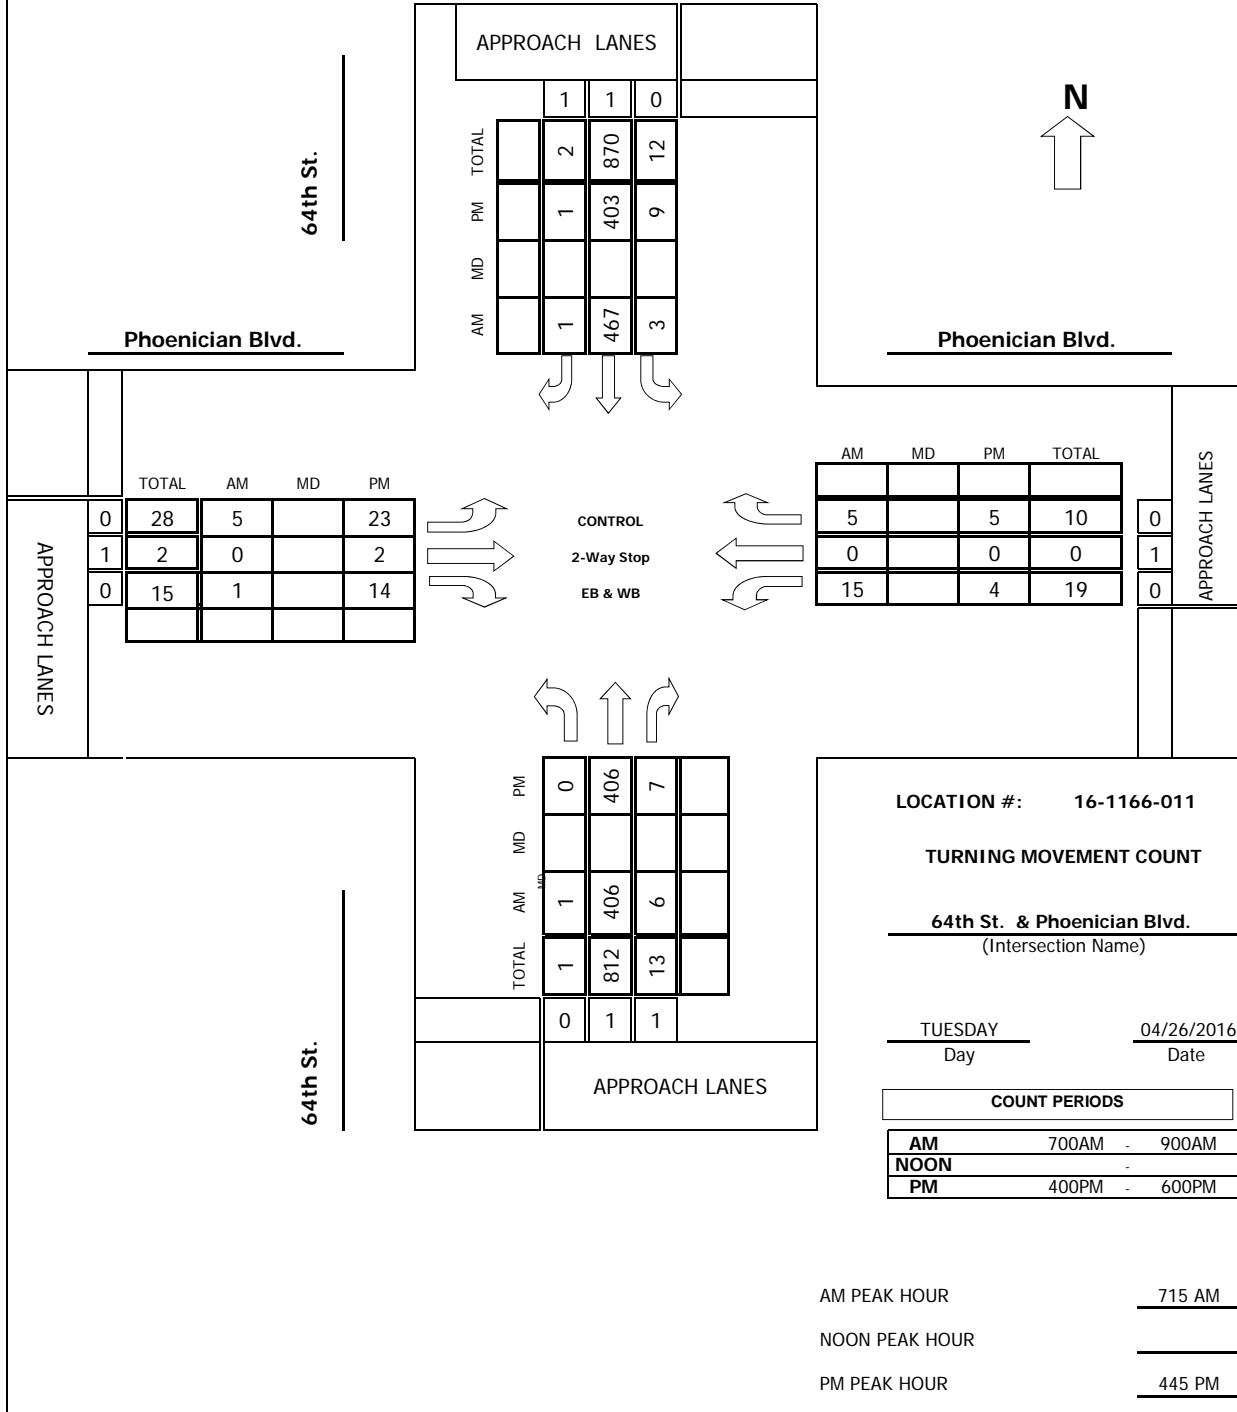 APPROACH LANES
1 1 0
N
TOTAL 2 870 12
64th St.
PM 1 403 9
MD
AM 1 467 3
Phoenician Blvd.
Phoenician Blvd.
AM MD PM TOTAL
TOTAL AM MD PM
0 28 5 23
CONTROL
5 5 10 0
1 2 0 2
2-Way Stop
0 0 0 1
0 15 1 14
EB & WB
15 4 19 0
APPROACH LANES
APPROACH LANES
PM 0 406 7
MD
MD
AM 1 406 6
TOTAL 1 812 13
0 1 1
APPROACH LANES
64th St.
LOCATION #: 16-1166-011
TURNING MOVEMENT COUNT
64th St. & Phoenician Blvd.
(Intersection Name)
TUESDAY 04/26/2016
Day Date
COUNT PERIODS
AM 700AM - 900AM
NOON -
PM 400PM - 600PM
AM PEAK HOUR 715 AM
NOON PEAK HOUR
PM PEAK HOUR 445 PM